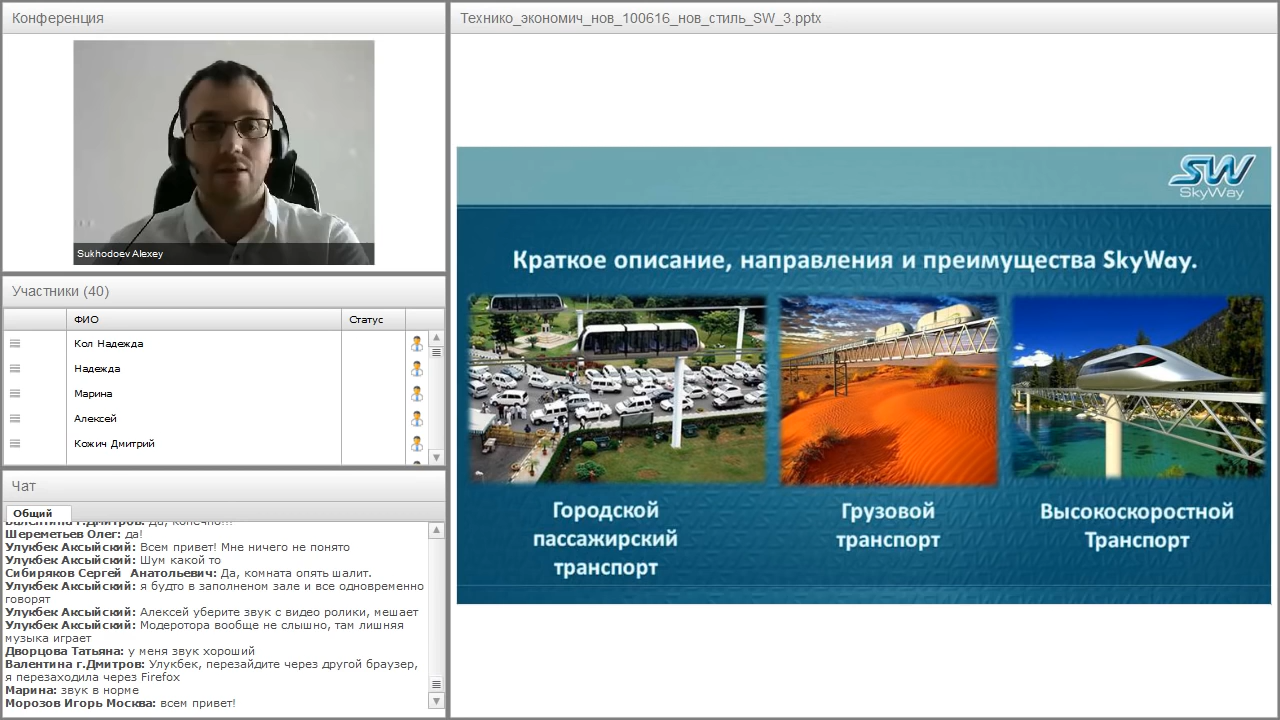 Конференция
Sukhodoev Alexey
Участники (40)
ФИО
Статус
Кол Надежда
Надежда
Марина
Алексей
Кожич Дмитрий
Чат
Общий
Валентина г.Дмитров: да, конечно!!!
Шереметьев Олег: да!
Улукбек Аксыйский: Всем привет! Мне ничего не понято
Улукбек Аксыйский: Шум какой то
Сибиряков Сергей Анатольевич: Да, комната опять шалит.
Улукбек Аксыйский: я будто в заполненом зале и все одновременно
говорят
Улукбек Аксыйский: Алексей уберите звук с видео ролики, мешает
Улукбек Аксыйский: Модеротора вообще не слышно, там лишняя
музыка играет
Дворцова Татьяна: у меня звук хороший
Валентина г.Дмитров: Улукбек, перезайдите через другой браузер,
я перезаходила через Firefox
Марина: звук в норме
Морозов Игорь Москва: всем привет!
Технико_экономич_нов_100616_нов_стиль_SW_3.pptx
SW
SkyWay
Краткое описание, направления и преимущества SkyWay.
Городской
пассажирский
транспорт
Грузовой
транспорт
Высокоскоростной
Транспорт